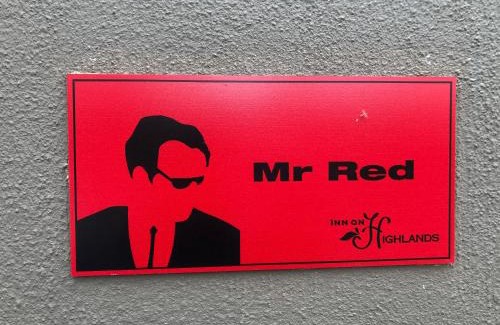 Mr Red
INN ON
HIGHLANDS